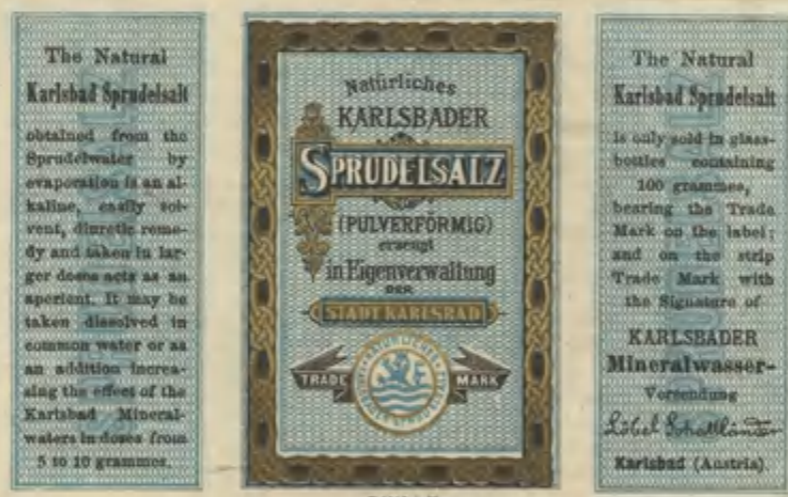 The Natural
Karlsbad Sprudelsalt
obtained from the
Sprudelwater by
evaporation is an al-
kaline, easily sol-
vent, diuretic reme-
dy and taken in lar-
ger doses acts as an
aperient. It may be
taken dissolved in
common water or as
an addition increa-
sing the effect of the
Karlsbad Mineral-
waters in doses from
5 to 10 grammes.
Natürliches
KARLSBADER
SPRUDELSALZ
(PULVERFÖRMIG)
erzeugt
in Eigenverwaltung
DER
STADT KARLSBAD
TRADE MARK
The Natural
Karlsbad Sprudelsalt
is only sold in glass-
bottles containing
100 grammes,
bearing the Trade
Mark on the label;
and on the strip
Trade Mark with
the Signature of
KARLSBADER
Mineralwasser-
Versendung
Löbel Schottländer
Karlsbad (Austria)
SPRUDELSALZ
SPRUDELSALZ